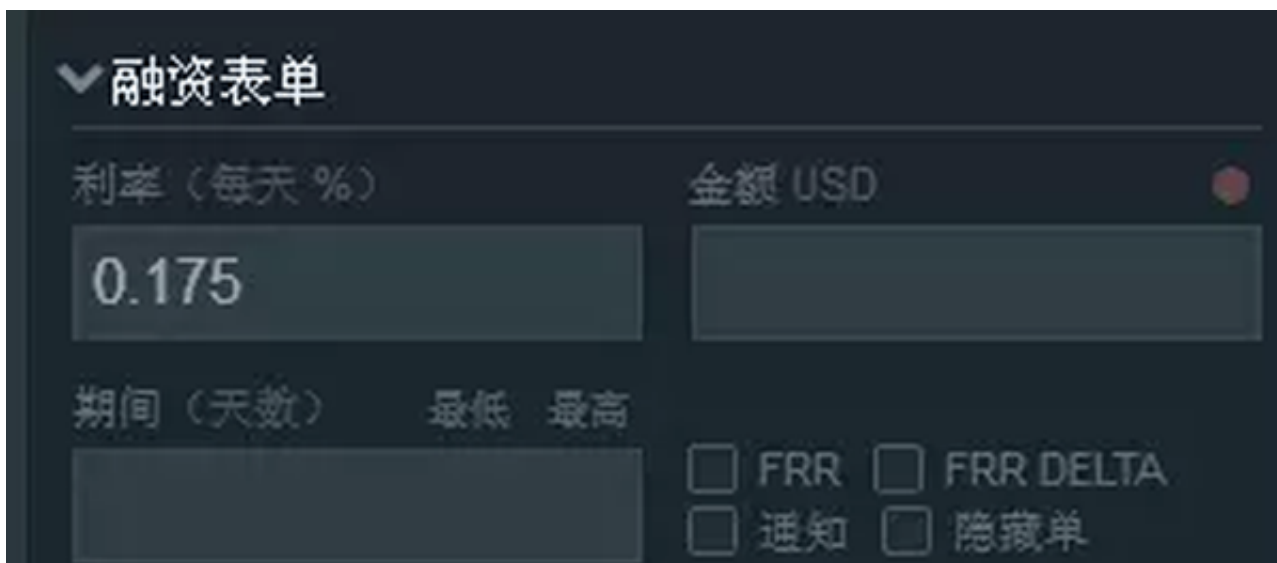 融资表单
利率（每天 %） 金额 USD
0.175
期间（天数） 最低 最高
FRR FRR DELTA
通知 隐藏单